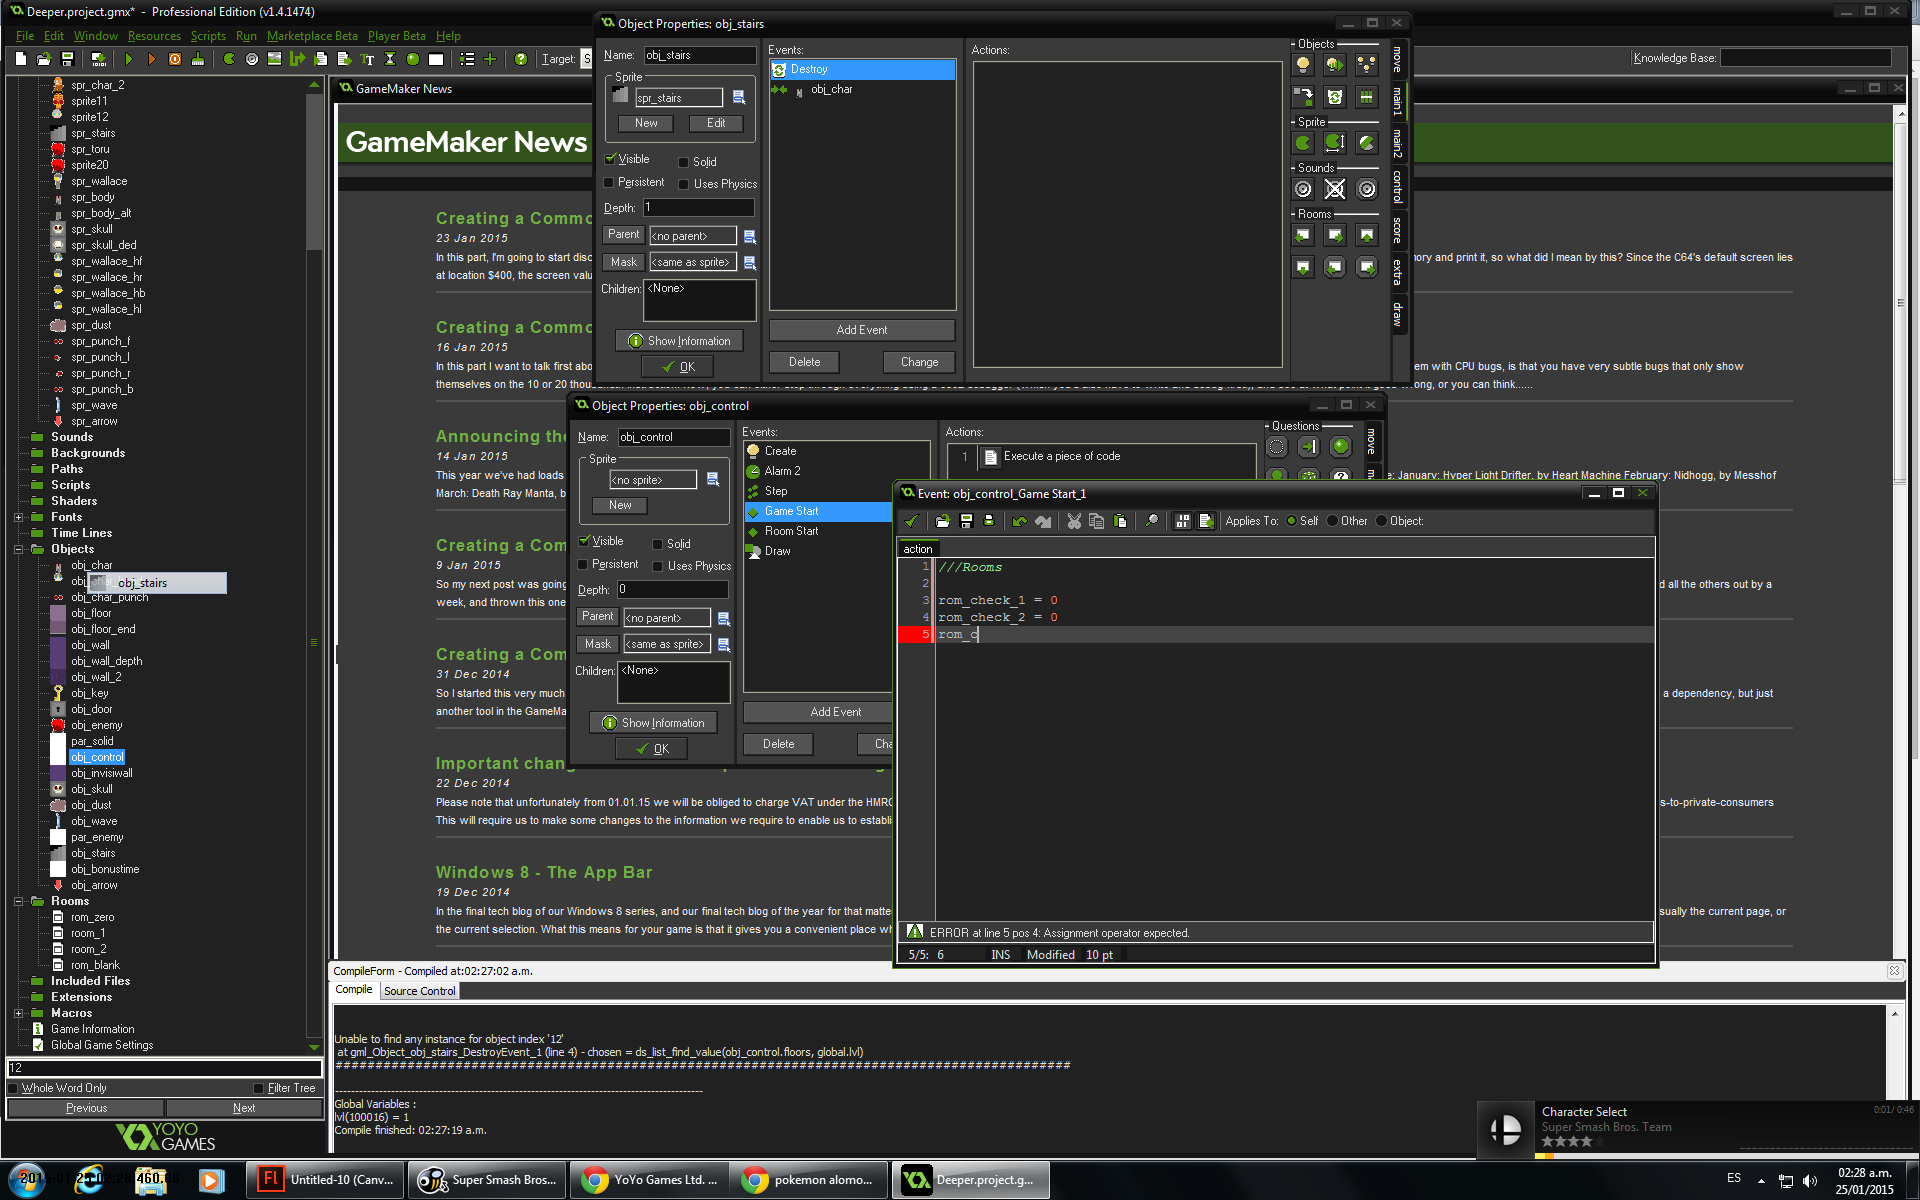 Deeper.project.gmx* - Professional Edition (v1.4.1474)
File Edit Window Resources Scripts Run Marketplace Beta Player Beta Help
Target: S
Knowledge Base:
spr_char_2
sprite11
sprite12
spr_stairs
spr_toru
sprite20
spr_wallace
spr_body
spr_body_alt
spr_skull
spr_skull_ded
spr_wallace_hf
spr_wallace_hr
spr_wallace_hb
spr_wallace_hl
spr_dust
spr_punch_f
spr_punch_l
spr_punch_r
spr_punch_b
spr_wave
spr_arrow
Sounds
Backgrounds
Paths
Scripts
Shaders
Fonts
Time Lines
Objects
obj_char
obj_stairs
obj_char_punch
obj_floor
obj_floor_end
obj_wall
obj_wall_depth
obj_wall_2
obj_key
obj_door
obj_enemy
par_solid
obj_control
obj_invisiwall
obj_skull
obj_dust
obj_wave
par_enemy
obj_stairs
obj_bonustime
obj_arrow
Rooms
rom_zero
room_1
room_2
rom_blank
Included Files
Extensions
Macros
Game Information
Global Game Settings
12
Whole Word Only Filter Tree
Previous Next
YOYO
GAMES
GameMaker News
GameMaker News
Creating a Commo
23 Jan 2015
In this part, I'm going to start disc
ory and print it, so what did I mean by this? Since the C64's default screen lies
at location $400, the screen valu
Creating a Commo
16 Jan 2015
In this part I want to talk first abo
em with CPU bugs, is that you have very subtle bugs that only show
themselves on the 10 or 20 thou
rong, or you can think......
Announcing the
14 Jan 2015
This year we've had loads
e: January: Hyper Light Drifter, by Heart Machine February: Nidhogg, by Messhof
March: Death Ray Manta, b
Creating a Com
9 Jan 2015
So my next post was going
d all the others out by a
week, and thrown this one
Creating a Com
31 Dec 2014
So I started this very much
a dependency, but just
another tool in the GameMa
Important chan
22 Dec 2014
Please note that unfortunately from 01.01.15 we will be obliged to charge VAT under the HMRC
s-to-private-consumers
This will require us to make some changes to the information we require to enable us to establi
Windows 8 - The App Bar
19 Dec 2014
In the final tech blog of our Windows 8 series, and our final tech blog of the year for that matte
sually the current page, or
the current selection. What this means for your game is that it gives you a convenient place wh
Object Properties: obj_stairs
Name: obj_stairs
Sprite
spr_stairs
New Edit
Visible Solid
Persistent Uses Physics
Depth: 1
Parent <no parent>
Mask <same as sprite>
Children: <None>
Show Information
OK
Events:
Destroy
obj_char
Add Event
Delete Change
Actions:
Objects
Sprite
Sounds
Rooms
move
main1
main2
control
score
extra
draw
Object Properties: obj_control
Name: obj_control
Sprite
<no sprite>
New
Visible Solid
Persistent Uses Physics
Depth: 0
Parent <no parent>
Mask <same as sprite>
Children: <None>
Show Information
OK
Events:
Create
Alarm 2
Step
Game Start
Room Start
Draw
Add Event
Delete Cha
Actions:
1 Execute a piece of code
Questions
move
Event: obj_control_Game Start_1
Applies To: Self Other Object:
action
1 ///Rooms
2
3 rom_check_1 = 0
4 rom_check_2 = 0
5 rom_c
ERROR at line 5 pos 4: Assignment operator expected.
5/5: 6 INS Modified 10 pt
CompileForm - Compiled at:02:27:02 a.m.
Compile Source Control
Unable to find any instance for object index '12'
at gml_Object_obj_stairs_DestroyEvent_1 (line 4) - chosen = ds_list_find_value(obj_control.floors, global.lvl)
Global Variables :
lvl(100016) = 1
Compile finished: 02:27:19 a.m.
Character Select
0:01/ 0:46
Super Smash Bros. Team
Untitled-10 (Canv...
Super Smash Bros...
YoYo Games Ltd. ...
pokemon alomo...
Deeper.project.g...
ES
02:28 a.m.
25/01/2015